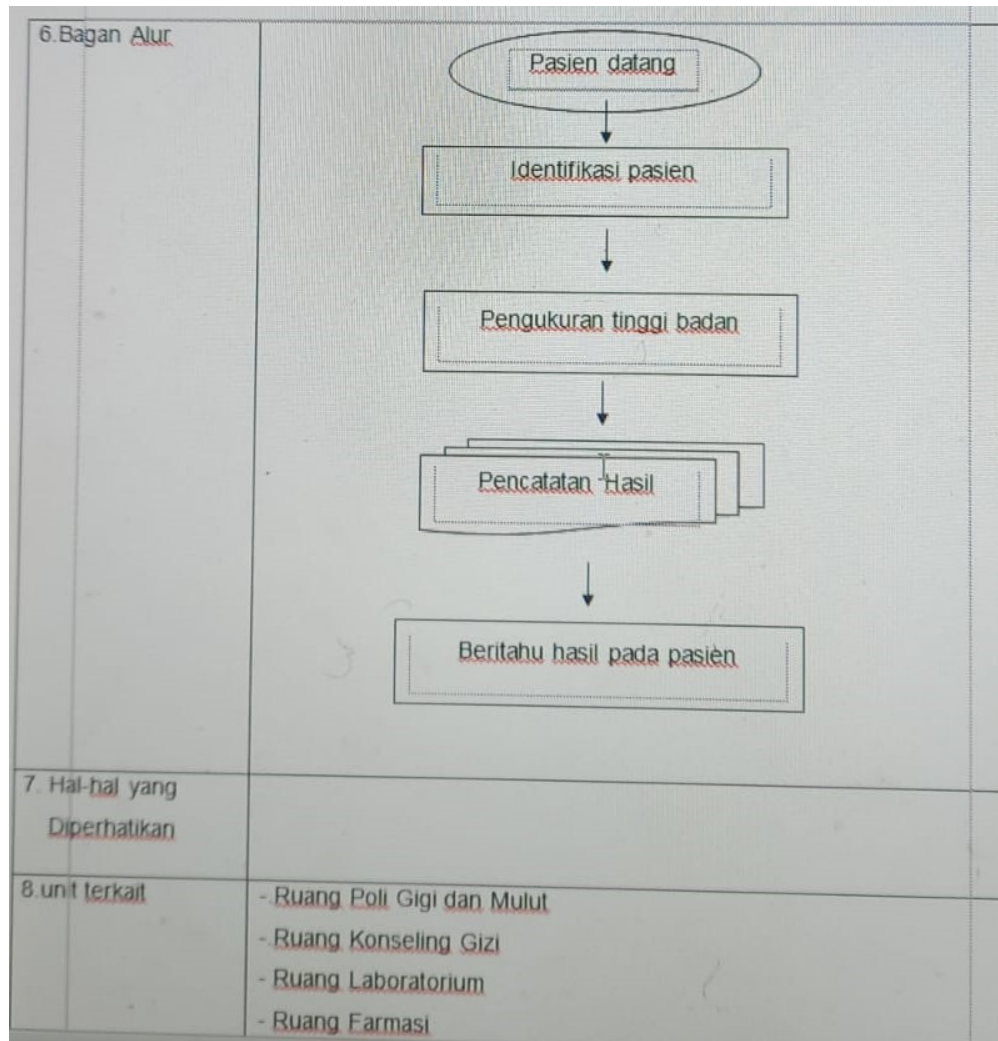 6.Bagan Alur
Pasien datang
Identifikasi pasien
Pengukuran tinggi badan
Pencatatan Hasil
Beritahu hasil pada pasien
7. Hal-hal yang
Diperhatikan
8.unit terkait
- Ruang Poli Gigi dan Mulut
- Ruang Konseling Gizi
- Ruang Laboratorium
- Ruang Farmasi